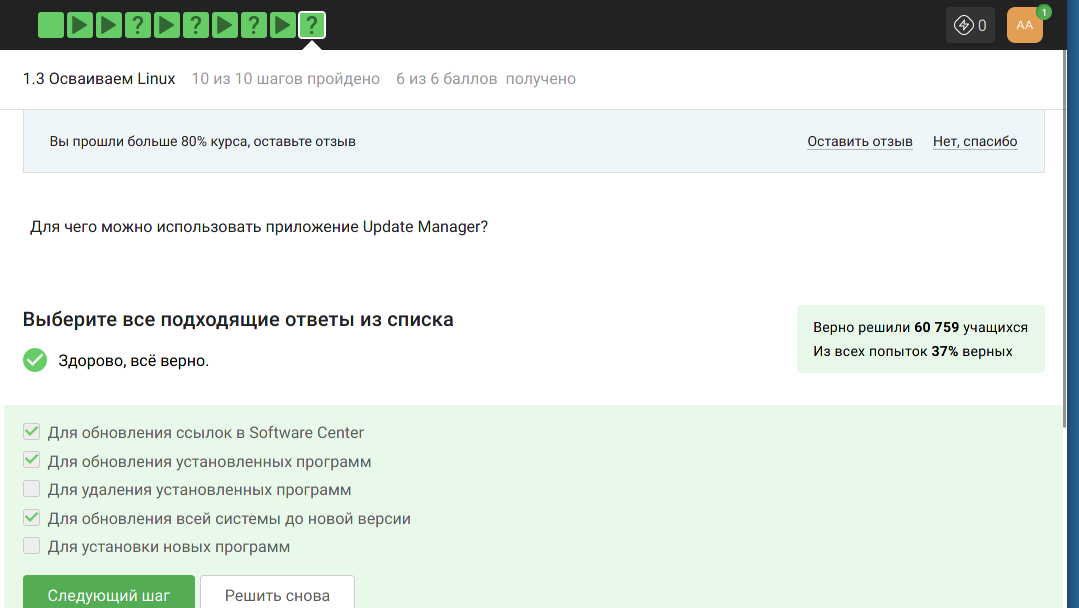 ? ? ? ?
0
AA
1
1.3 Осваиваем Linux 10 из 10 шагов пройдено 6 из 6 баллов получено
Вы прошли больше 80% курса, оставьте отзыв Оставить отзыв Нет, спасибо
Для чего можно использовать приложение Update Manager?
Выберите все подходящие ответы из списка
Верно решили 60 759 учащихся
Из всех попыток 37% верных
Здорово, всё верно.
Для обновления ссылок в Software Center
Для обновления установленных программ
Для удаления установленных программ
Для обновления всей системы до новой версии
Для установки новых программ
Следующий шаг Решить снова